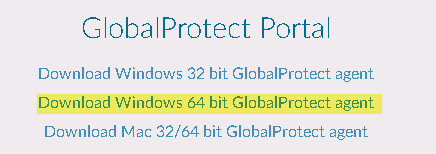 GlobalProtect Portal
Download Windows 32 bit GlobalProtect agent
Download Windows 64 bit GlobalProtect agent
Download Mac 32/64 bit GlobalProtect agent